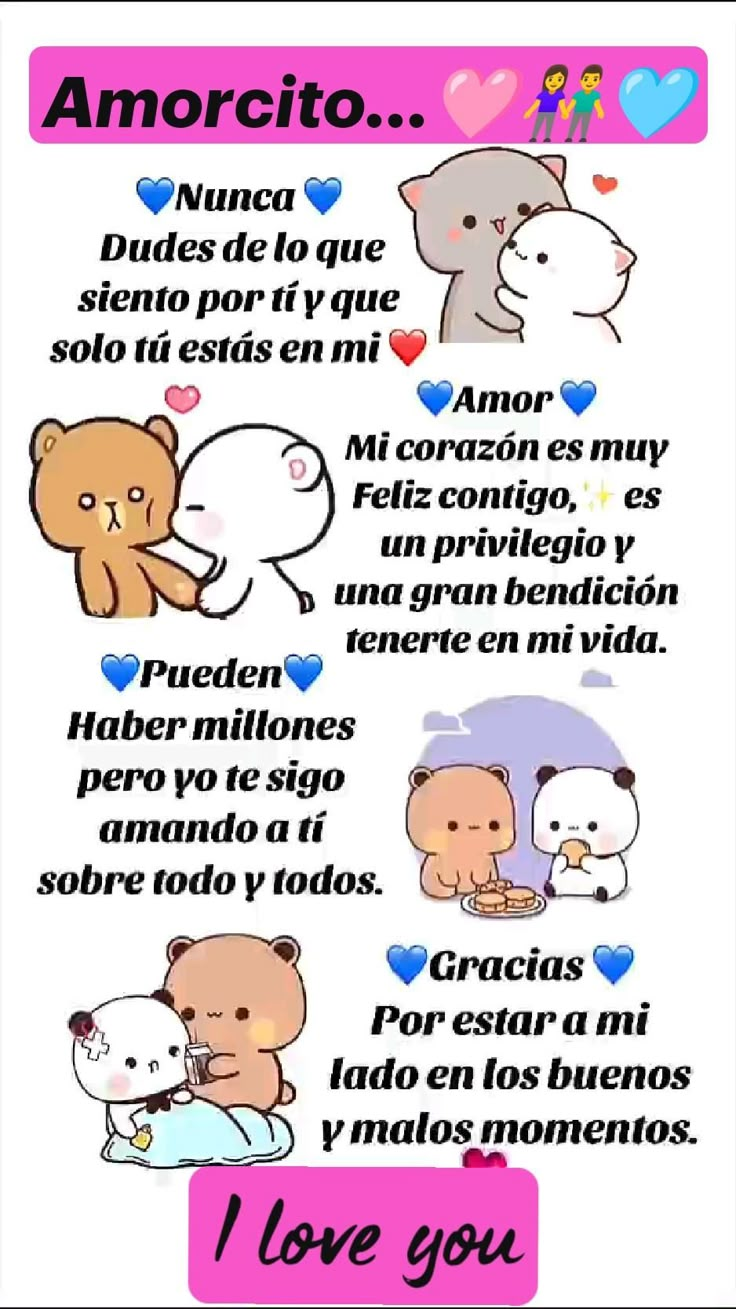 Amorcito... 🩷👫🩵
💙Nunca 💙
Dudes de lo que
siento por tí y que
solo tú estás en mi ❤️
💙Amor 💙
Mi corazón es muy
Feliz contigo,✨ es
un privilegio y
una gran bendición
tenerte en mi vida.
💙Pueden💙
Haber millones
pero yo te sigo
amando a tí
sobre todo y todos.
💙Gracias 💙
Por estar a mi
lado en los buenos
y malos momentos.
I love you